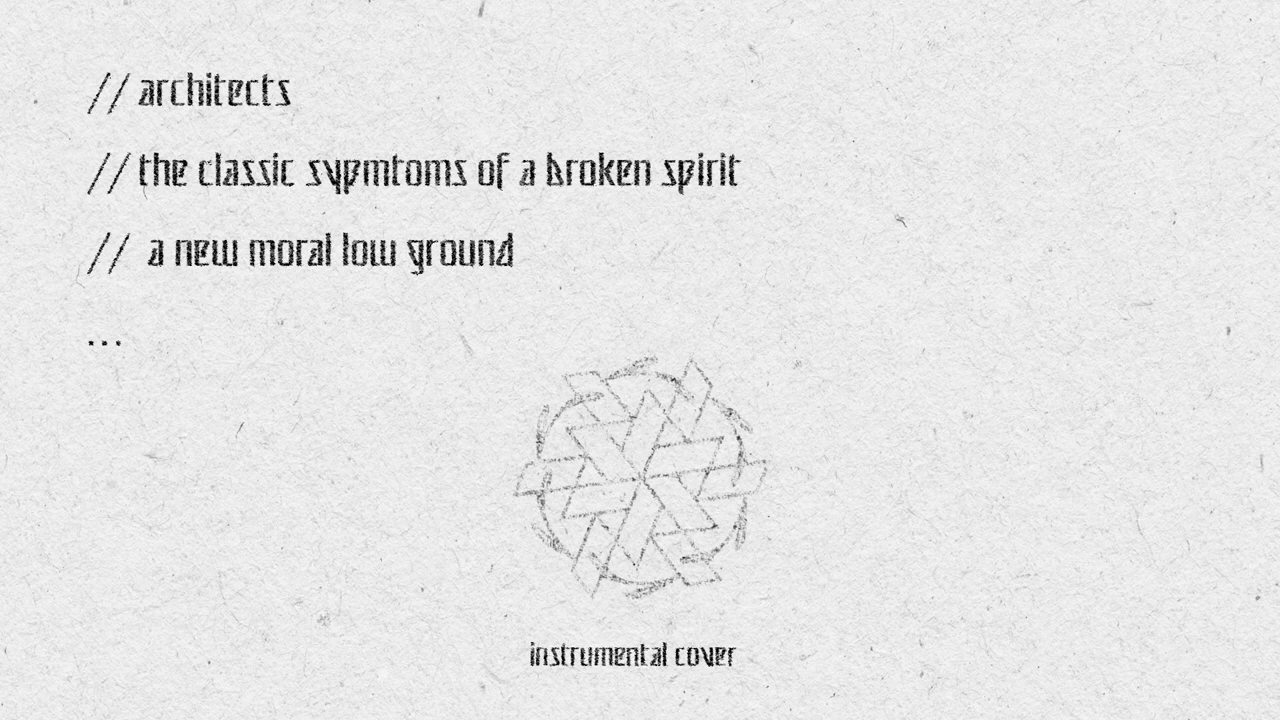 // architects
// the classic sypmtoms of a broken spirit
// a new moral low ground
...
instrumental cover